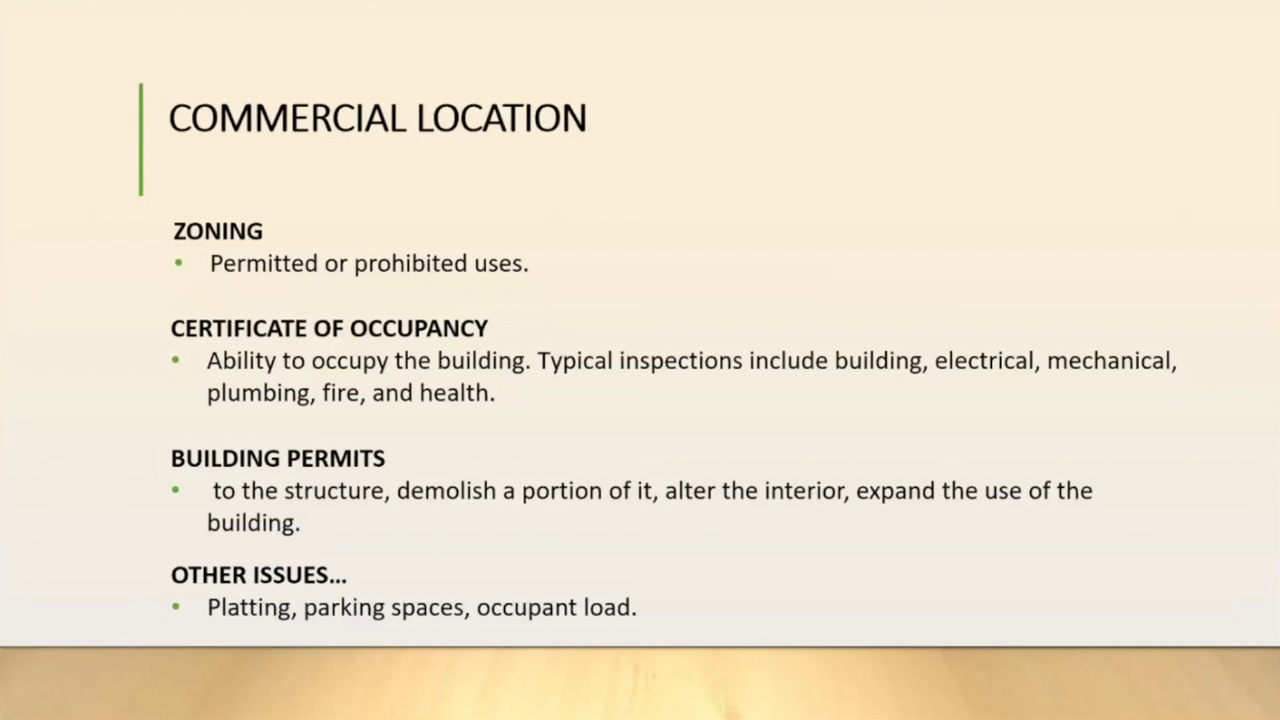 COMMERCIAL LOCATION
ZONING
• Permitted or prohibited uses.
CERTIFICATE OF OCCUPANCY
• Ability to occupy the building. Typical inspections include building, electrical, mechanical,
plumbing, fire, and health.
BUILDING PERMITS
• to the structure, demolish a portion of it, alter the interior, expand the use of the
building.
OTHER ISSUES...
• Platting, parking spaces, occupant load.